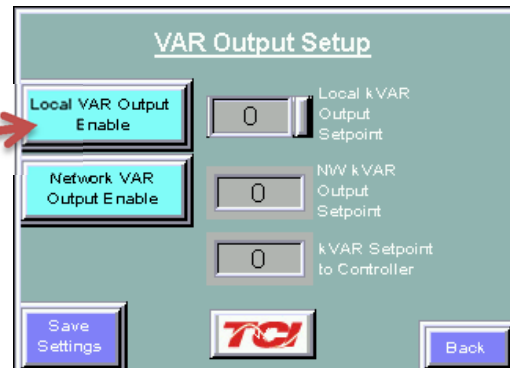 VAR Output Setup
Local VAR Output
Enable
0
Local kVAR
Output
Setpoint
Network VAR
Output Enable
0
NW kVAR
Output
Setpoint
0
kVAR Setpoint
to Controller
Save
Settings
TCI
Back